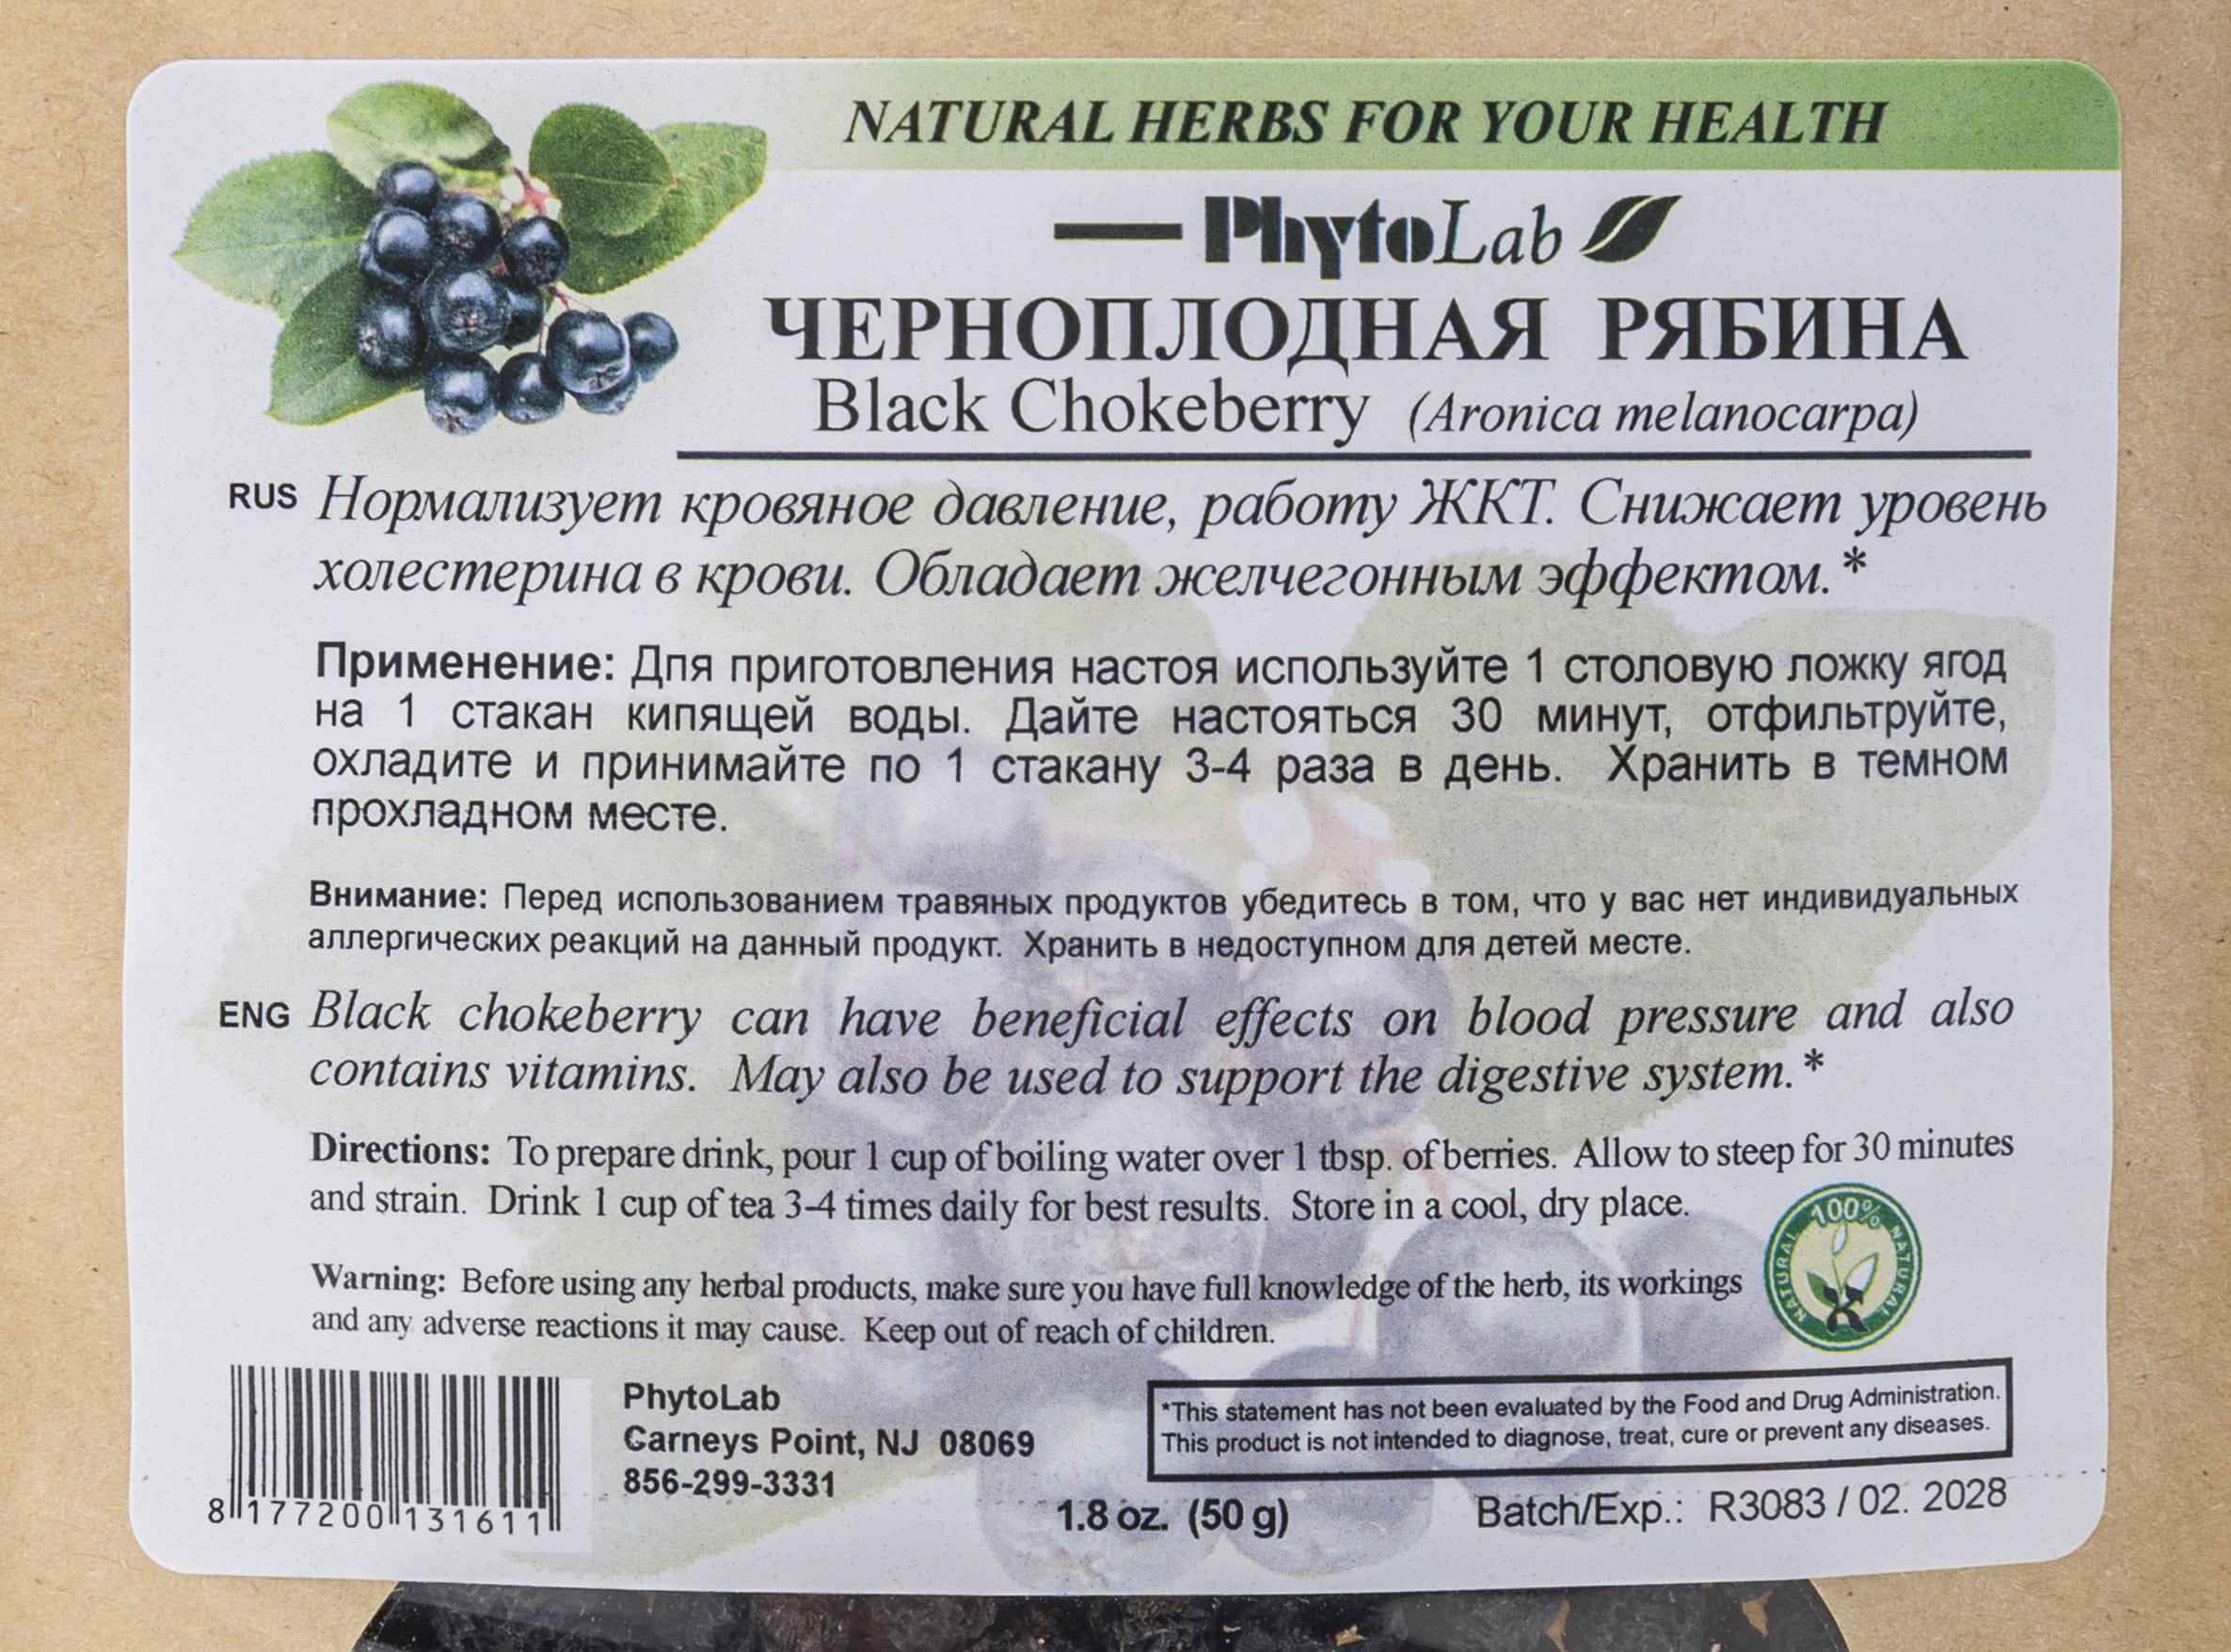 NATURAL HERBS FOR YOUR HEALTH
PhytoLab
ЧЕРНОПЛОДНАЯ РЯБИНА
Black Chokeberry (Aronica melanocarpa)
RUS Нормализует кровяное давление, работу ЖКТ. Снижает уровень
холестерина в крови. Обладает желчегонным эффектом.*
Применение: Дпя приготовления настоя используйте 1 столовую ложку ягод
на 1 стакан кипящей воды. Дайте настояться 30 минут, отфильтруйте,
охладите и принимайте по 1 стакану 3-4 раза в день. Хранить в темном
прохладном месте.
Внимание: Перед использованием травяных продуктов убедитесь в том, что у вас нет индивидуальных
аллергических реакций на данный продукт. Хранить в недоступном для детей месте.
ENG Black chokeberry can have beneficial effects on blood pressure and also
contains vitamins. May also be used to support the digestive system.*
Directions: To prepare drink, pour 1 cup of boiling water over 1 tbsp. of berries. Allow to steep for 30 minutes
and strain. Drink 1 cup of tea 3-4 times daily for best results. Store in a cool, dry place.
100% NATURAL NATURAL
Warning: Before using any herbal products, make sure you have full knowledge of the herb, its workings
and any adverse reactions it may cause. Keep out of reach of children.
PhytoLab
Carneys Point, NJ 08069
856-299-3331
*This statement has not been evaluated by the Food and Drug Administration.
This product is not intended to diagnose, treat, cure or prevent any diseases.
8 177200 131611
1.8 oz. (50 g)
Batch/Exp.: R3083 / 02. 2028